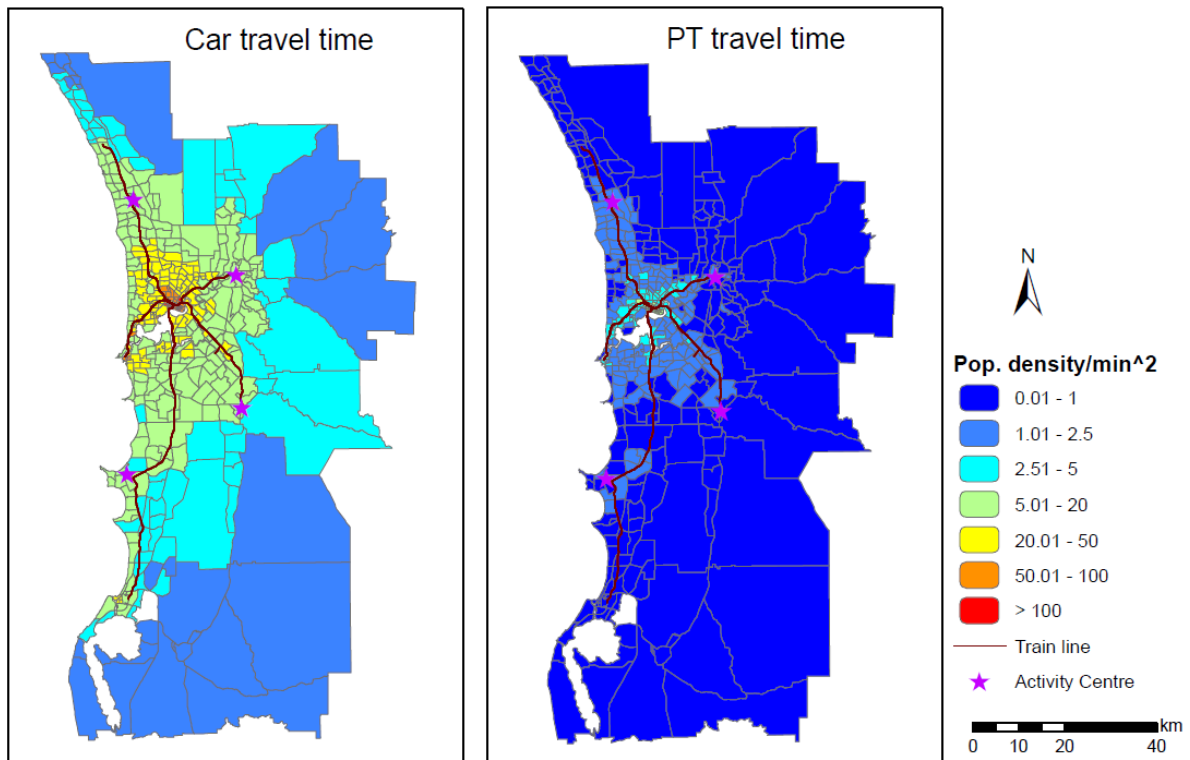 Car travel time
PT travel time
N
Pop. density/min^2
0.01 - 1
1.01 - 2.5
2.51 - 5
5.01 - 20
20.01 - 50
50.01 - 100
> 100
Train line
Activity Centre
km
0 10 20 40